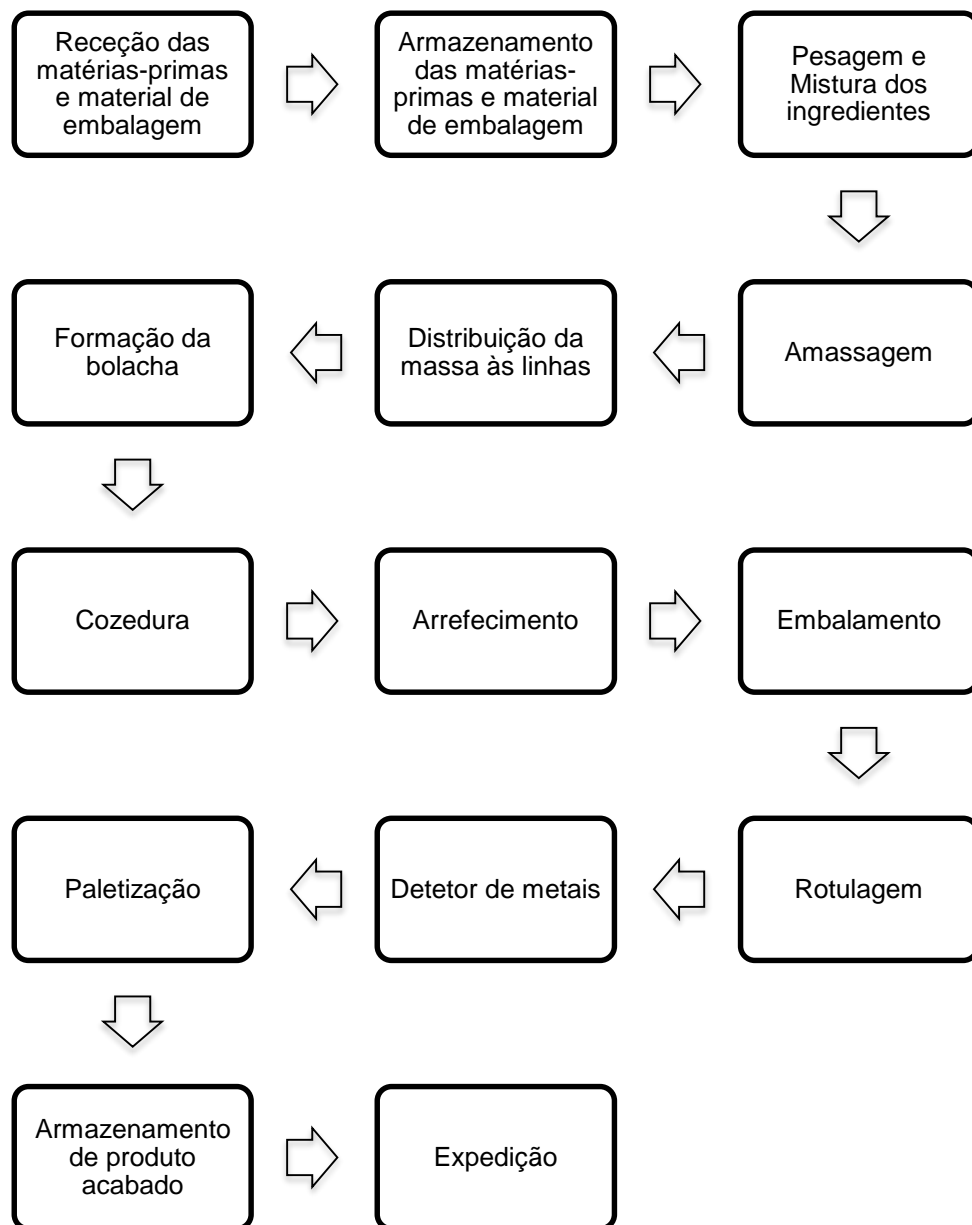 Receção das
matérias-primas
e material de
embalagem
Armazenamento
das matérias-
primas e material
de embalagem
Pesagem e
Mistura dos
ingredientes
Amassagem
Distribuição da
massa às linhas
Formação da
bolacha
Cozedura
Arrefecimento
Embalamento
Rotulagem
Detetor de metais
Paletização
Armazenamento
de produto
acabado
Expedição